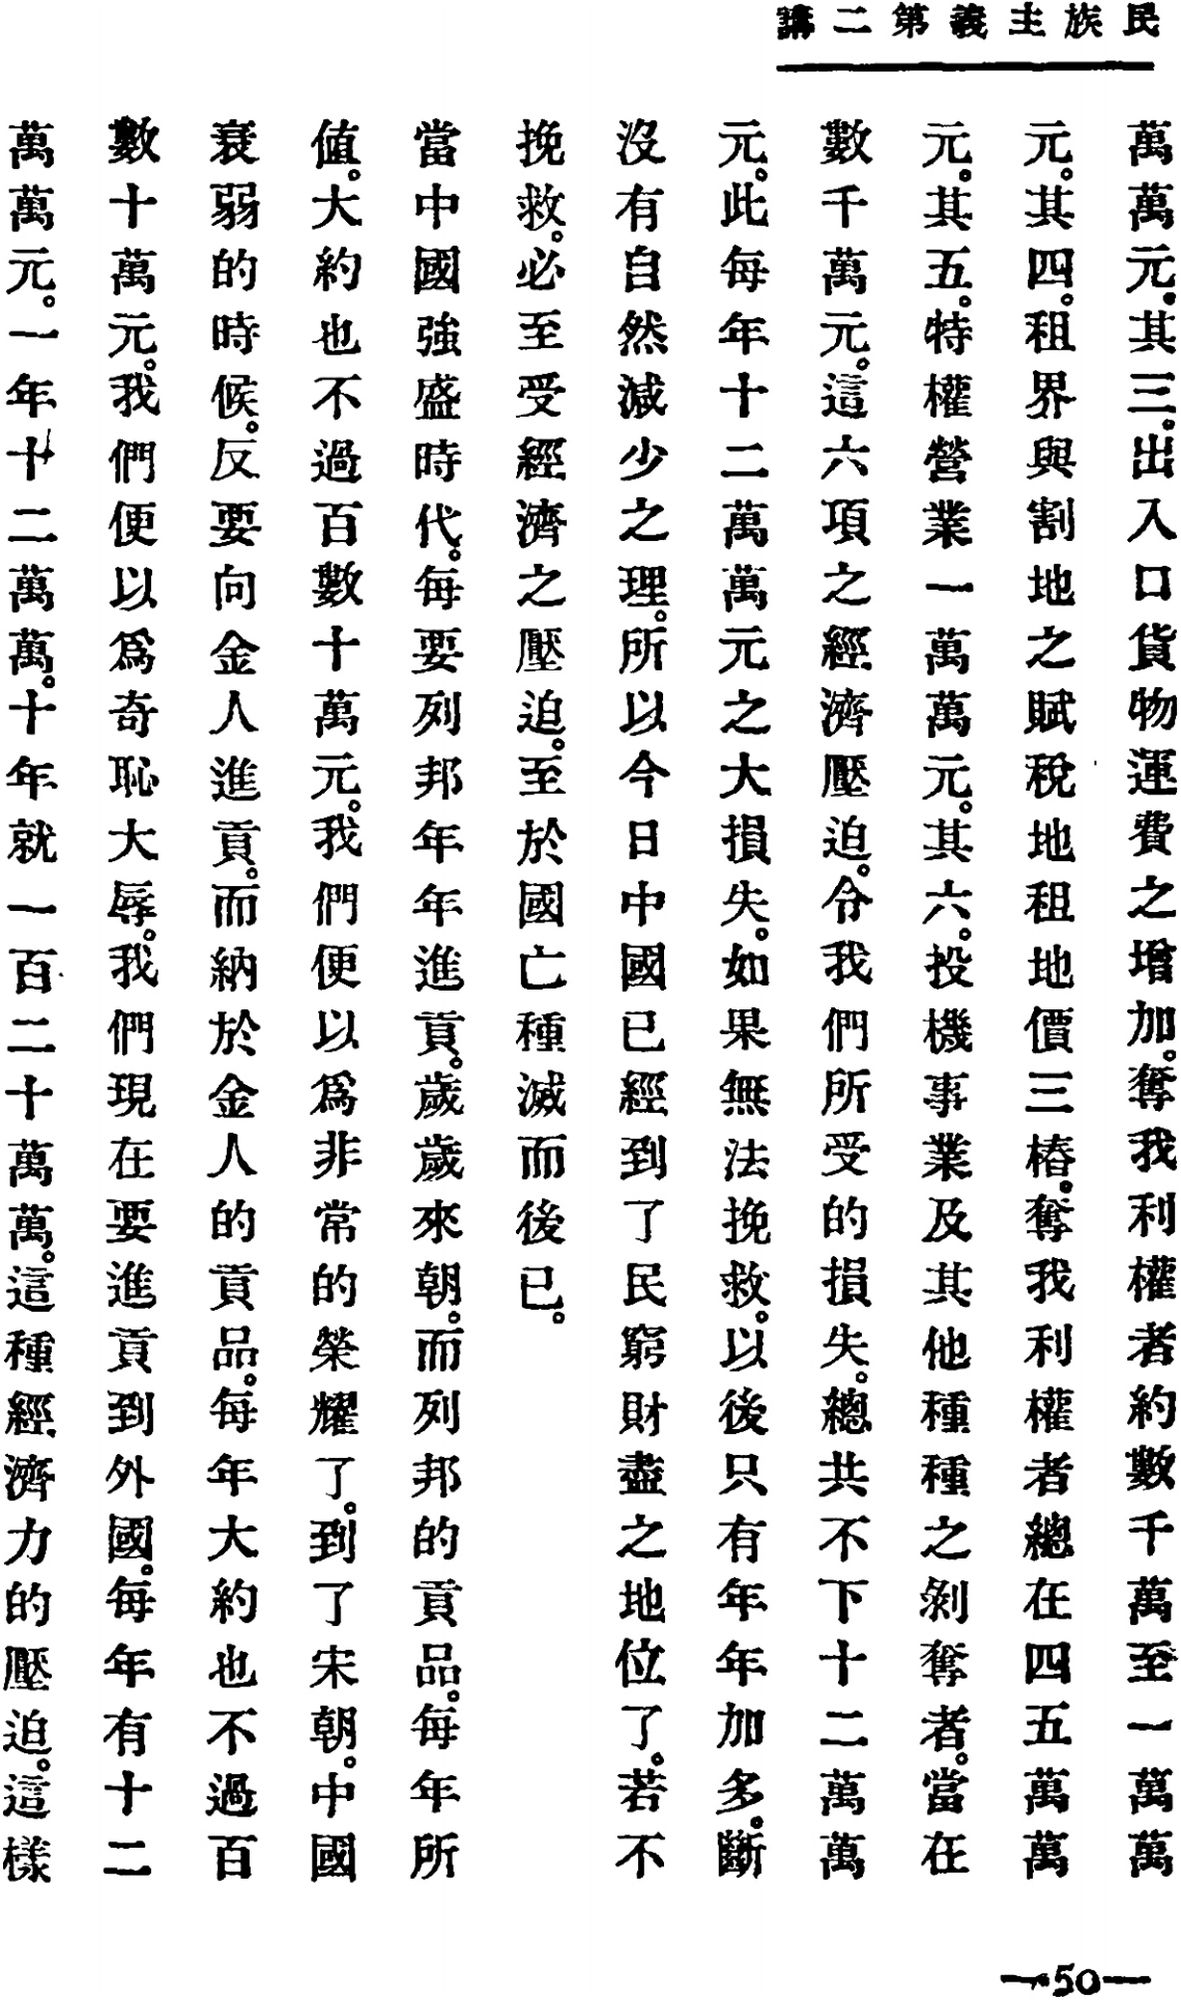 民族主義第二講
萬萬元。其三。出入口貨物運費之增加。奪我利權者約數千萬至一萬萬
元。其四。租界與割地之賦稅地租地價三樁。奪我利權者總在四五萬萬
元。其五。特權營業一萬萬元。其六。投機事業及其他種種之剝奪者。當在
數千萬元。這六項之經濟壓迫。令我們所受的損失。總共不下十二萬萬
元。此每年十二萬萬元之大損失。如果無法挽救。以後只有年年加多。斷
沒有自然減少之理。所以今日中國已經到了民窮財盡之地位了。若不
挽救。必至受經濟之壓迫。至於國亡種滅而後已。
當中國強盛時代。每要列邦年年進貢。歲歲來朝。而列邦的貢品。每年所
值。大約也不過百數十萬元。我們便以為非常的榮耀了。到了宋朝。中國
衰弱的時候。反要向金人進貢。而納於金人的貢品。每年大約也不過百
數十萬元。我們便以為奇恥大辱。我們現在要進貢到外國。每年有十二
萬萬元。一年十二萬萬。十年就一百二十萬萬。這種經濟力的壓迫。這樣
—50—